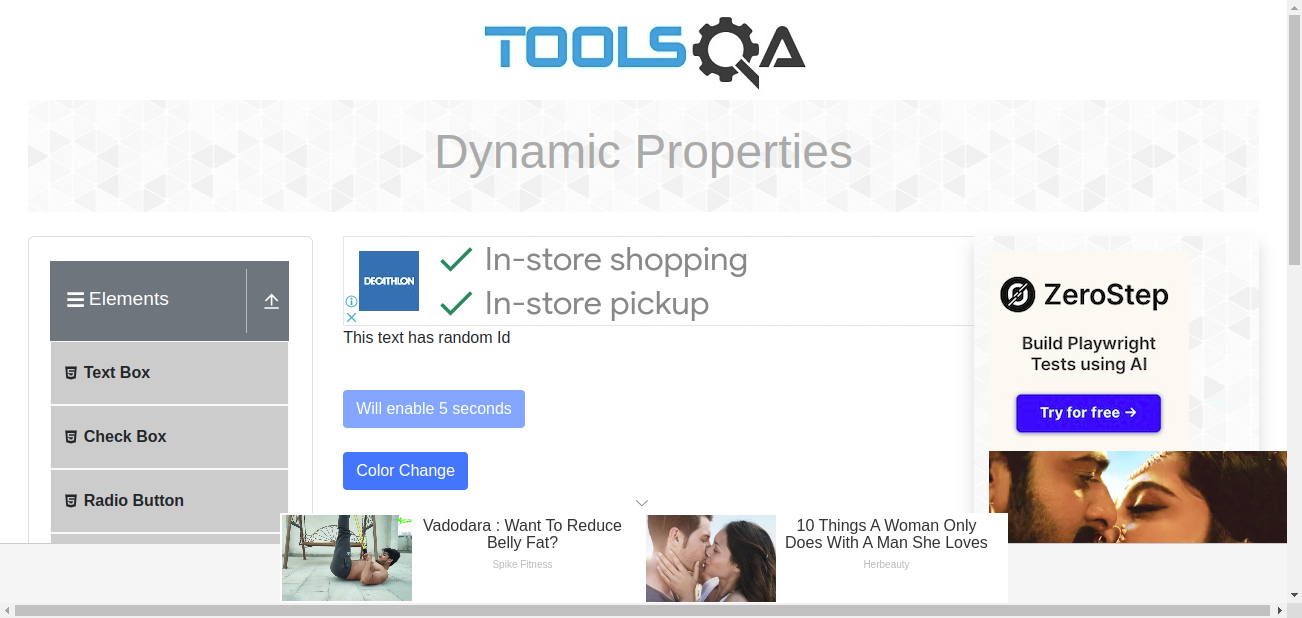 TOOLSQA
Dynamic Properties
Elements
Text Box
Check Box
Radio Button
DECATHLON
In-store shopping
In-store pickup
This text has random Id
Will enable 5 seconds
Color Change
ZeroStep
Build Playwright
Tests using AI
Try for free →
Vadodara : Want To Reduce
Belly Fat?
Spike Fitness
10 Things A Woman Only
Does With A Man She Loves
Herbeauty